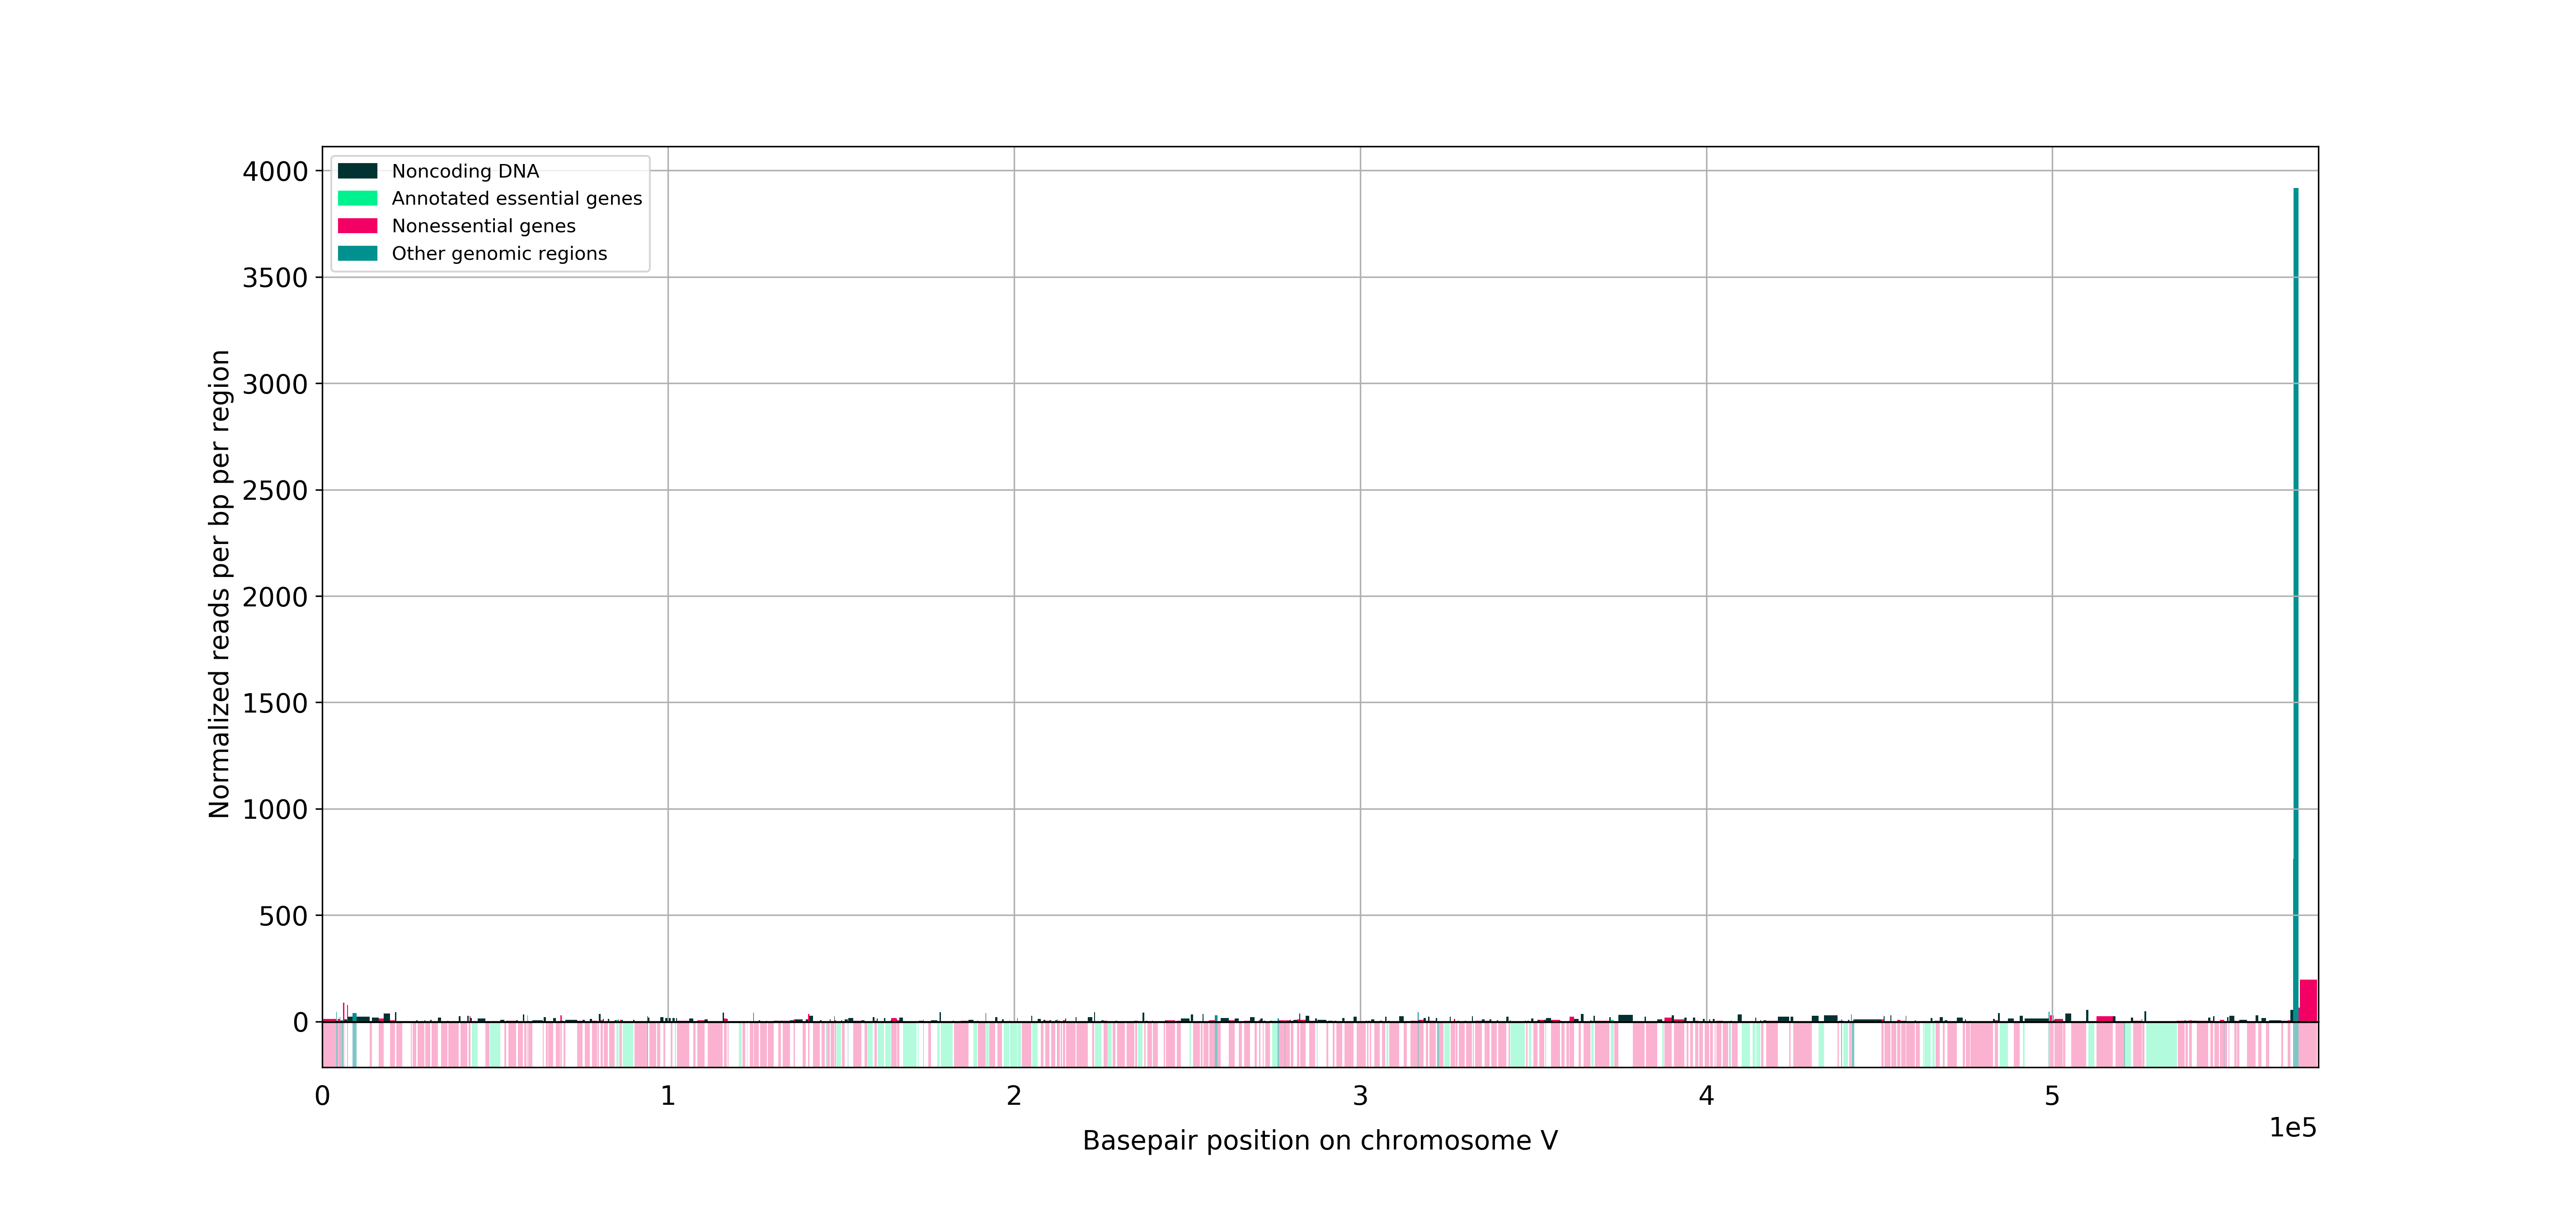 Noncoding DNA
Annotated essential genes
Nonessential genes
Other genomic regions
4000
3500
3000
2500
2000
1500
1000
500
0
Normalized reads per bp per region
0 1 2 3 4 5
1e5
Basepair position on chromosome V